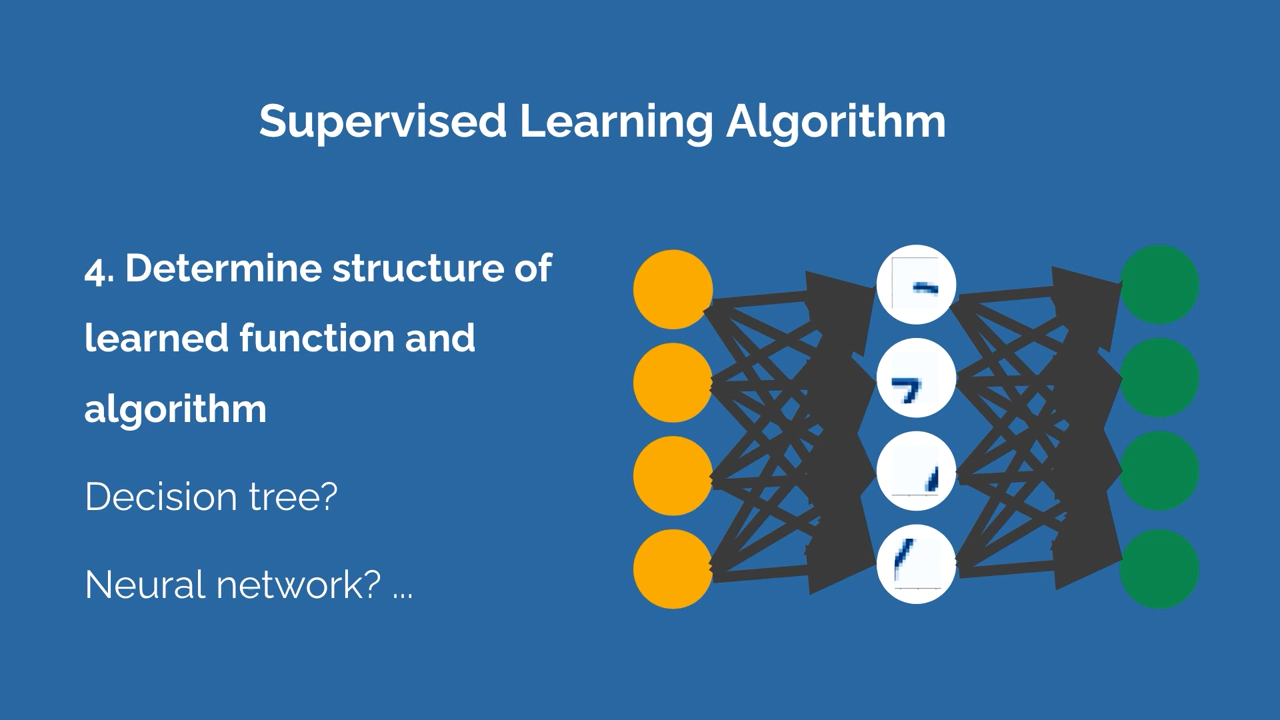 Supervised Learning Algorithm
4. Determine structure of
learned function and
algorithm
Decision tree?
Neural network? ...